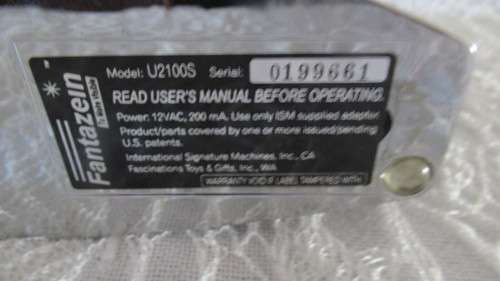 Fantazein
Model: U2100S Serial: 0199661
READ USER'S MANUAL BEFORE OPERATING.
Power: 12VAC, 200 mA. Use only ISM supplied adapter.
Product/parts covered by one or more issued/pending
U.S. patents.
International Signature Machines, Inc., CA
Fascinations Toys & Gifts, Inc., WA
WARRANTY VOID IF LABEL TAMPERED WITH